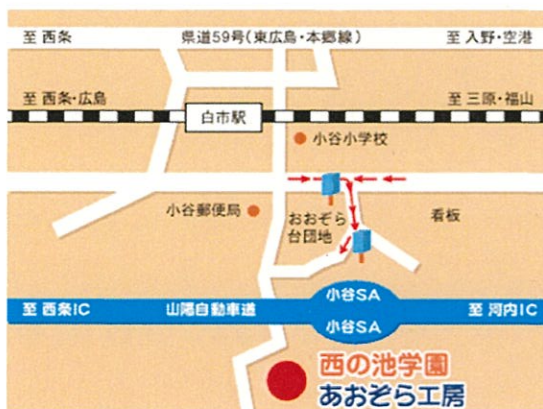 至 西条
県道59号(東広島・本郷線)
至 入野・空港
至 西条・広島
至 三原・福山
白市駅
小谷小学校
小谷郵便局
おおぞら
台団地
看板
至 西条IC
山陽自動車道
小谷SA
小谷SA
至 河内IC
西の池学園
あおぞら工房